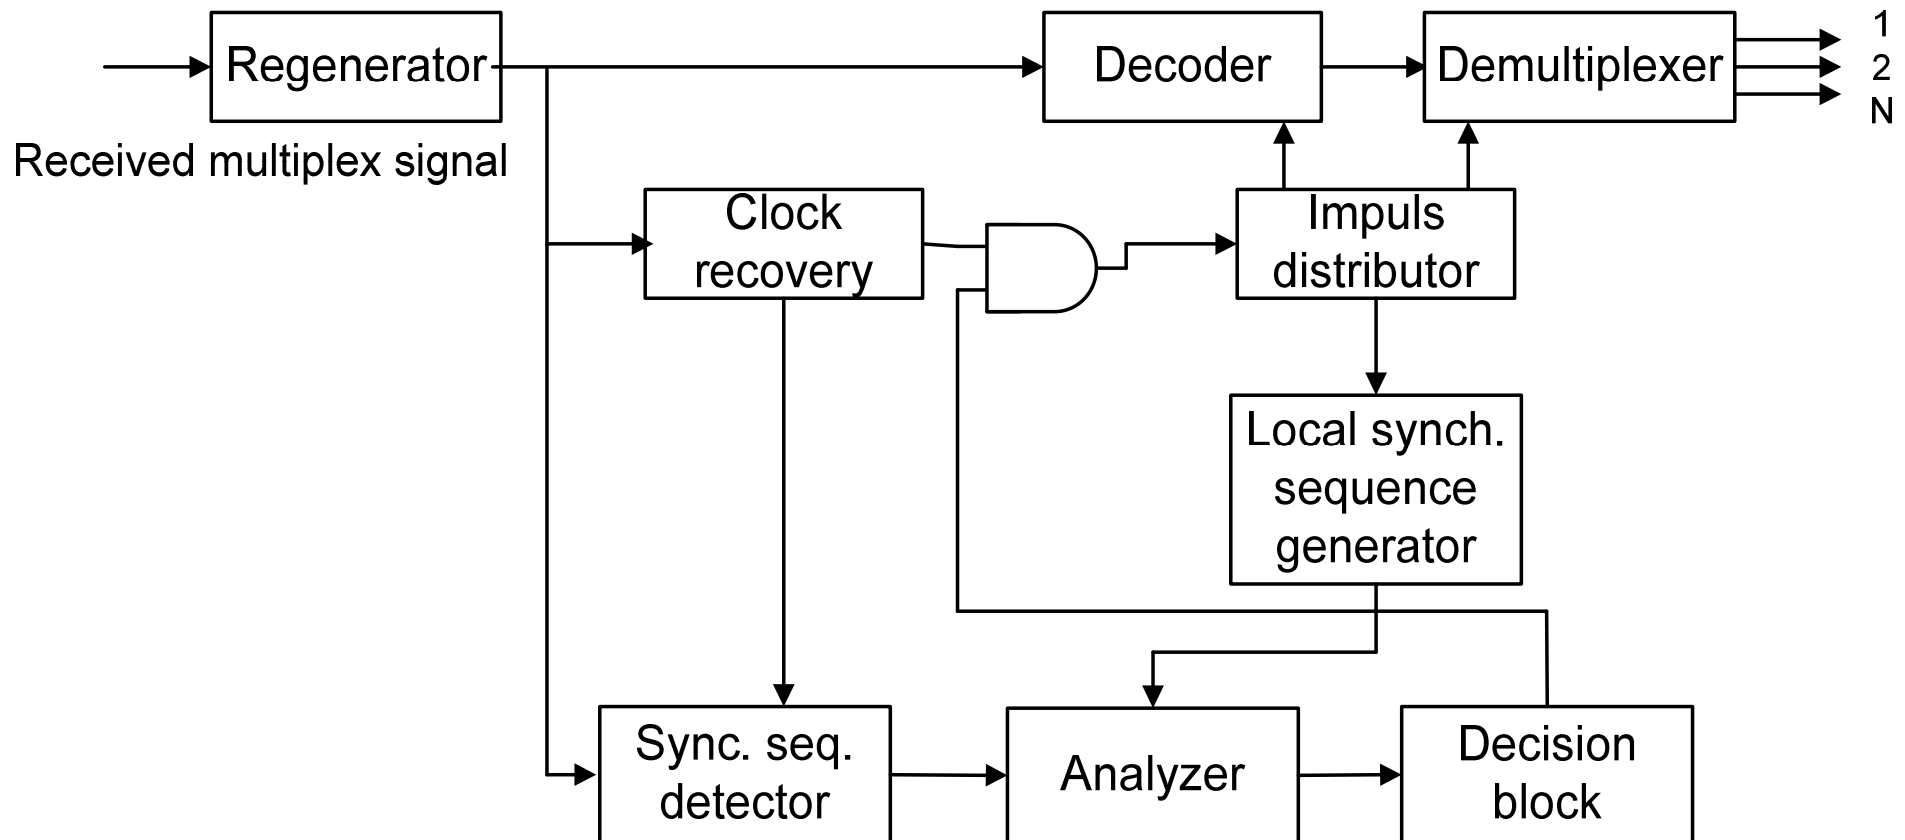 Regenerator
Decoder
Demultiplexer
1
2
N
Received multiplex signal
Clock
recovery
Impuls
distributor
Local synch.
sequence
generator
Sync. seq.
detector
Analyzer
Decision
block